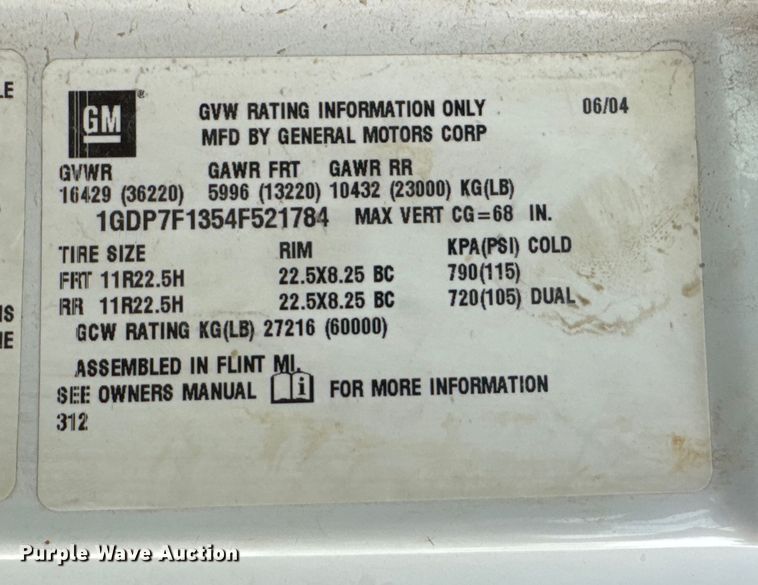 LE
GM ®
GVW RATING INFORMATION ONLY 06/04
MFD BY GENERAL MOTORS CORP
GVWR GAWR FRT GAWR RR
16429 (36220) 5996 (13220) 10432 (23000) KG(LB)
1GDP7F1354F521784 MAX VERT CG=68 IN.
TIRE SIZE RIM KPA(PSI) COLD
FRT 11R22.5H 22.5X8.25 BC 790(115)
RR 11R22.5H 22.5X8.25 BC 720(105) DUAL
GCW RATING KG(LB) 27216 (60000)
ASSEMBLED IN FLINT MI.
SEE OWNERS MANUAL i FOR MORE INFORMATION
312
IS
IE
Purple Wave Auction